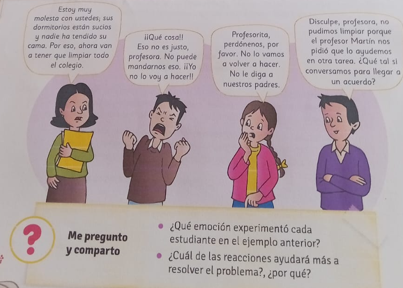 Estoy muy
molesta con ustedes, sus
dormitorios están sucios
y nadie ha tendido su
cama. Por eso, ahora van
a tener que limpiar todo
el colegio.
¡¡Qué cosa!!
Eso no es justo,
profesora. No puede
mandarnos eso. ¡¡Yo
no lo voy a hacer!!
Profesorita,
perdónenos, por
favor. No lo vamos
a volver a hacer.
No le diga a
nuestros padres.
Disculpe, profesora, no
pudimos limpiar porque
el profesor Martín nos
pidió que lo ayudemos
en otra tarea. ¿Qué tal si
conversamos para llegar a
un acuerdo?
?
Me pregunto
y comparto
• ¿Qué emoción experimentó cada
estudiante en el ejemplo anterior?
• ¿Cuál de las reacciones ayudará más a
resolver el problema?, ¿por qué?